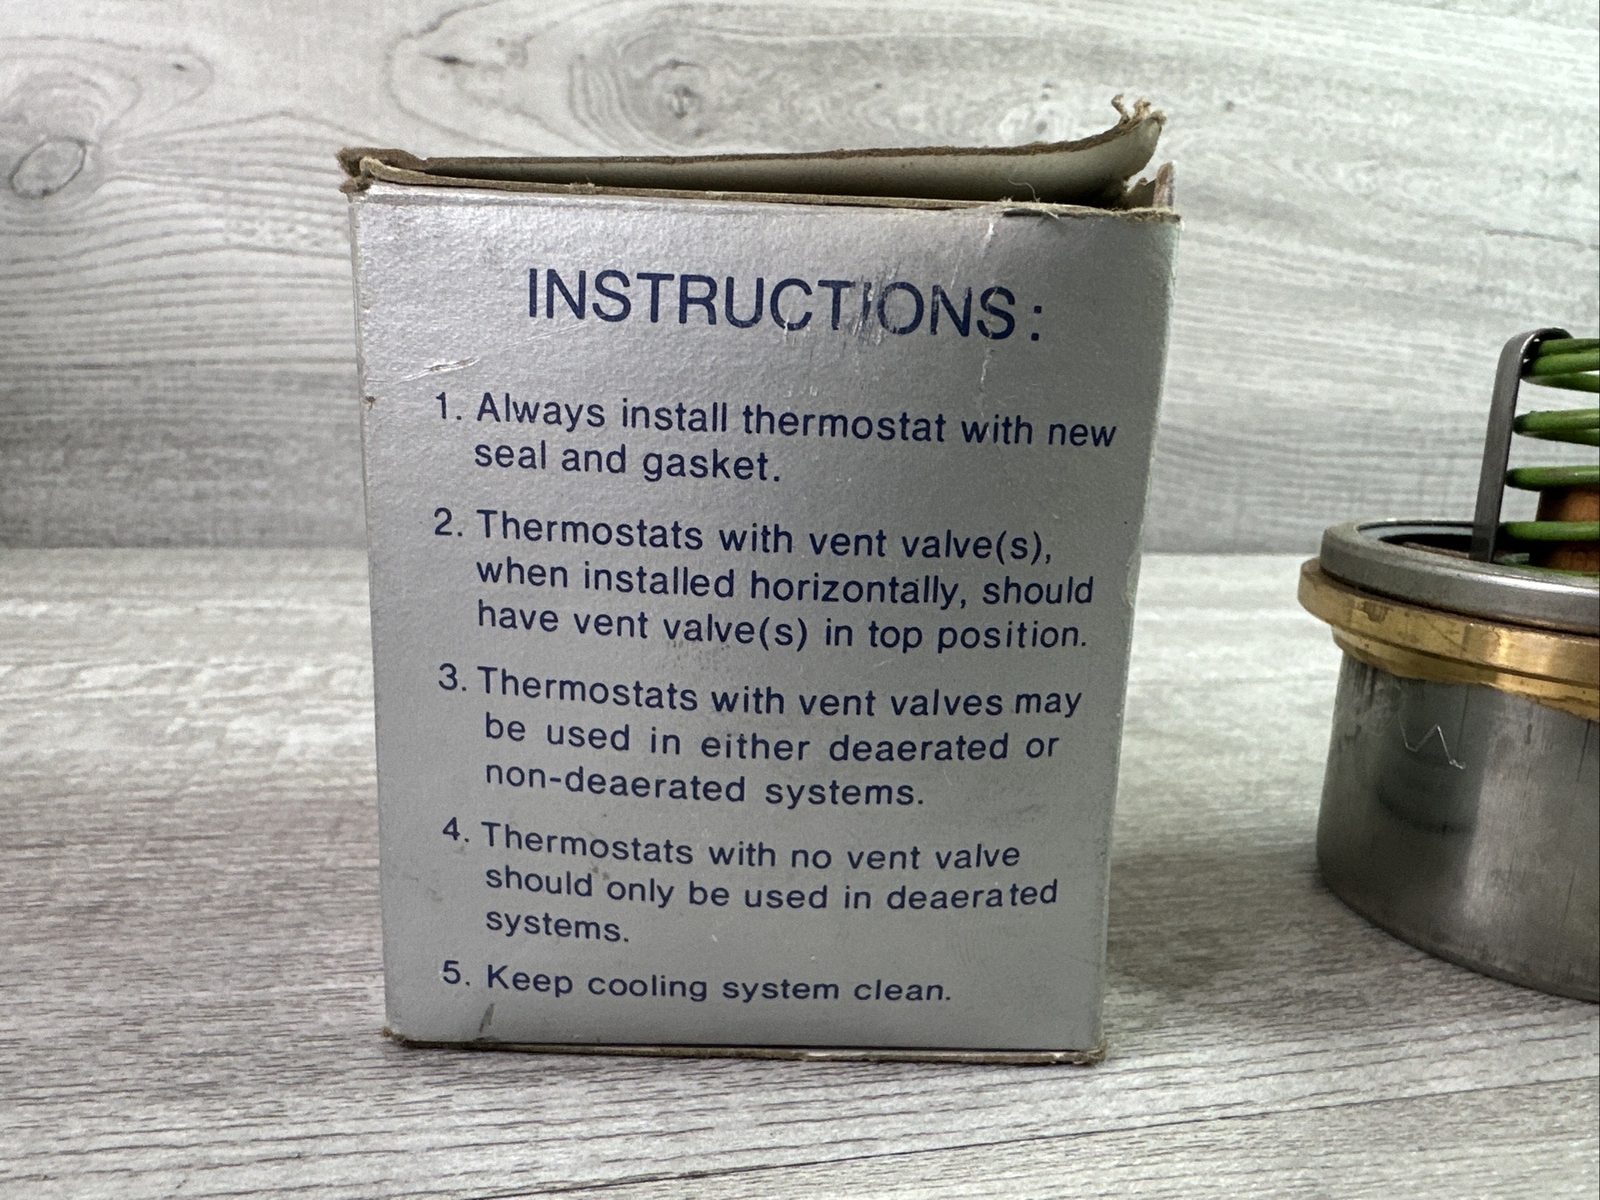 INSTRUCTIONS:
1. Always install thermostat with new
seal and gasket.
2. Thermostats with vent valve(s),
when installed horizontally, should
have vent valve(s) in top position.
3. Thermostats with vent valves may
be used in either deaerated or
non-deaerated systems.
4. Thermostats with no vent valve
should only be used in deaerated
systems.
5. Keep cooling system clean.